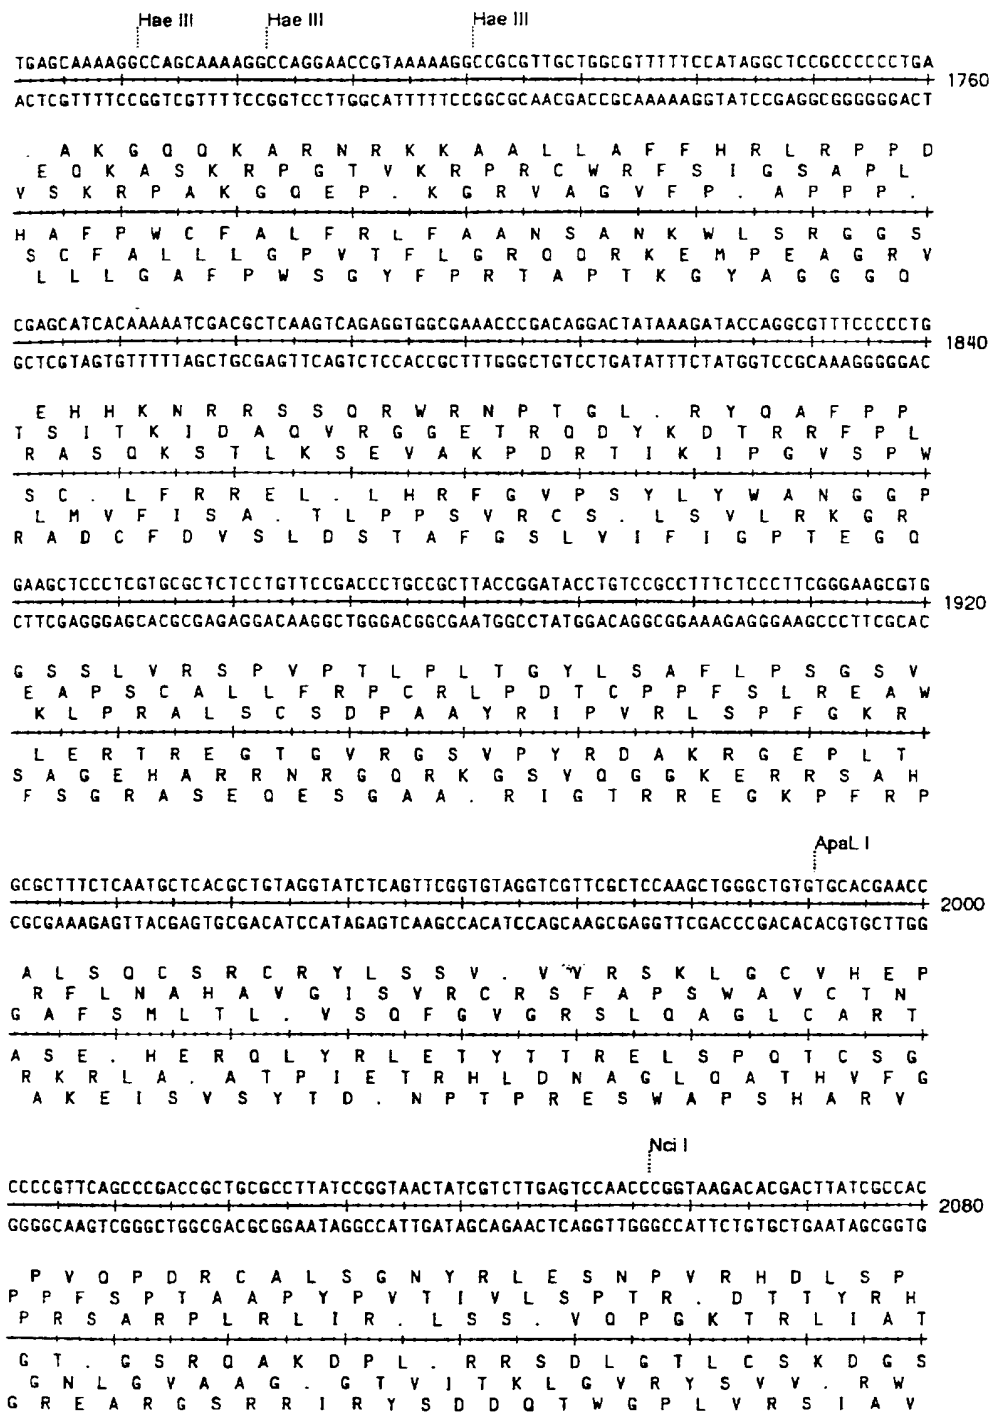 Hae III Hae III Hae III
TGAGCAAAAGGCCAGCAAAAGGCCAGGAACCGTAAAAAGGCCGCGTTGCTGGCGTTTTTCCATAGGCTCCGCCCCCCTGA
1760
ACTCGTTTTCCGGTCGTTTTCCGGTCCTTGGCATTTTTCCGGCGCAACGACCGCAAAAAGGTATCCGAGGCGGGGGGACT
. A K G Q Q K A R N R K K A A L L A F F H R L R P P D
E Q K A S K R P G T V K R P R C W R F S I G S A P L
V S K R P A K G Q E P . K G R V A G V F P . A P P P .
H A F P W C F A L F R L F A A N S A N K W L S R G G S
S C F A L L L G P V T F L G R Q Q R K E M P E A G R V
L L L G A F P W S G Y F P R T A P T K G Y A G G G Q
CGAGCATCACAAAAATCGACGCTCAAGTCAGAGGTGGCGAAACCCGACAGGACTATAAAGATACCAGGCGTTTCCCCCTG
1840
GCTCGTAGTGTTTTTAGCTGCGAGTTCAGTCTCCACCGCTTTGGGCTGTCCTGATATTTCTATGGTCCGCAAAGGGGGAC
E H H K N R R S S Q R W R N P T G L . R Y Q A F P P
T S I T K I D A Q V R G G E T R Q D Y K D T R R F P L
R A S Q K S T L K S E V A K P D R T I K I P G V S P W
S C . L F R R E L . L H R F G V P S Y L Y W A N G G P
L M V F I S A . T L P P S V R C S . L S V L R K G R
R A D C F D V S L D S T A F G S L V I F I G P T E G Q
GAAGCTCCCTCGTGCGCTCTCCTGTTCCGACCCTGCCGCTTACCGGATACCTGTCCGCCTTTCTCCCTTCGGGAAGCGTG
1920
CTTCGAGGGAGCACGCGAGAGGACAAGGCTGGGACGGCGAATGGCCTATGGACAGGCGGAAAGAGGGAAGCCCTTCGCAC
G S S L V R S P V P T L P L T G Y L S A F L P S G S V
E A P S C A L L F R P C R L P D T C P P F S L R E A W
K L P R A L S C S D P A A Y R I P V R L S P F G K R
L E R T R E G T G V R G S V P Y R D A K R G E P L T
S A G E H A R R N R G Q R K G S V Q G G K E R R S A H
F S G R A S E Q E S G A A . R I G T R R E G K P F R P
ApaL I
GCGCTTTCTCAATGCTCACGCTGTAGGTATCTCAGTTCGGTGTAGGTCGTTCGCTCCAAGCTGGGCTGTGTGCACGAACC
2000
CGCGAAAGAGTTACGAGTGCGACATCCATAGAGTCAAGCCACATCCAGCAAGCGAGGTTCGACCCGACACACGTGCTTGG
A L S Q C S R C R Y L S S V . V V R S K L G C V H E P
R F L N A H A V G I S V R C R S F A P S W A V C T N
G A F S M L T L . V S Q F G V G R S L Q A G L C A R T
A S E . H E R Q L Y R L E T Y T T R E L S P Q T C S G
R K R L A . A T P I E T R H L D N A G L Q A T H V F G
A K E I S V S Y T D . N P T P R E S W A P S H A R V
Nci I
CCCCGTTCAGCCCGACCGCTGCGCCTTATCCGGTAACTATCGTCTTGAGTCCAACCCGGTAAGACACGACTTATCGCCAC
2080
GGGGCAAGTCGGGCTGGCGACGCGGAATAGGCCATTGATAGCAGAACTCAGGTTGGGCCATTCTGTGCTGAATAGCGGTG
P V Q P D R C A L S G N Y R L E S N P V R H D L S P
P P F S P T A A P Y P V T I V L S P T R . D T T Y R H
P R S A R P L R L I R . L S S . V Q P G K T R L I A T
G T . G S R Q A K D P L . R R S D L G T L C S K D G S
G N L G V A A G . G T V I T K L G V R Y S V V . R W
G R E A R G S R R I R Y S D D Q T W G P L V R S I A V